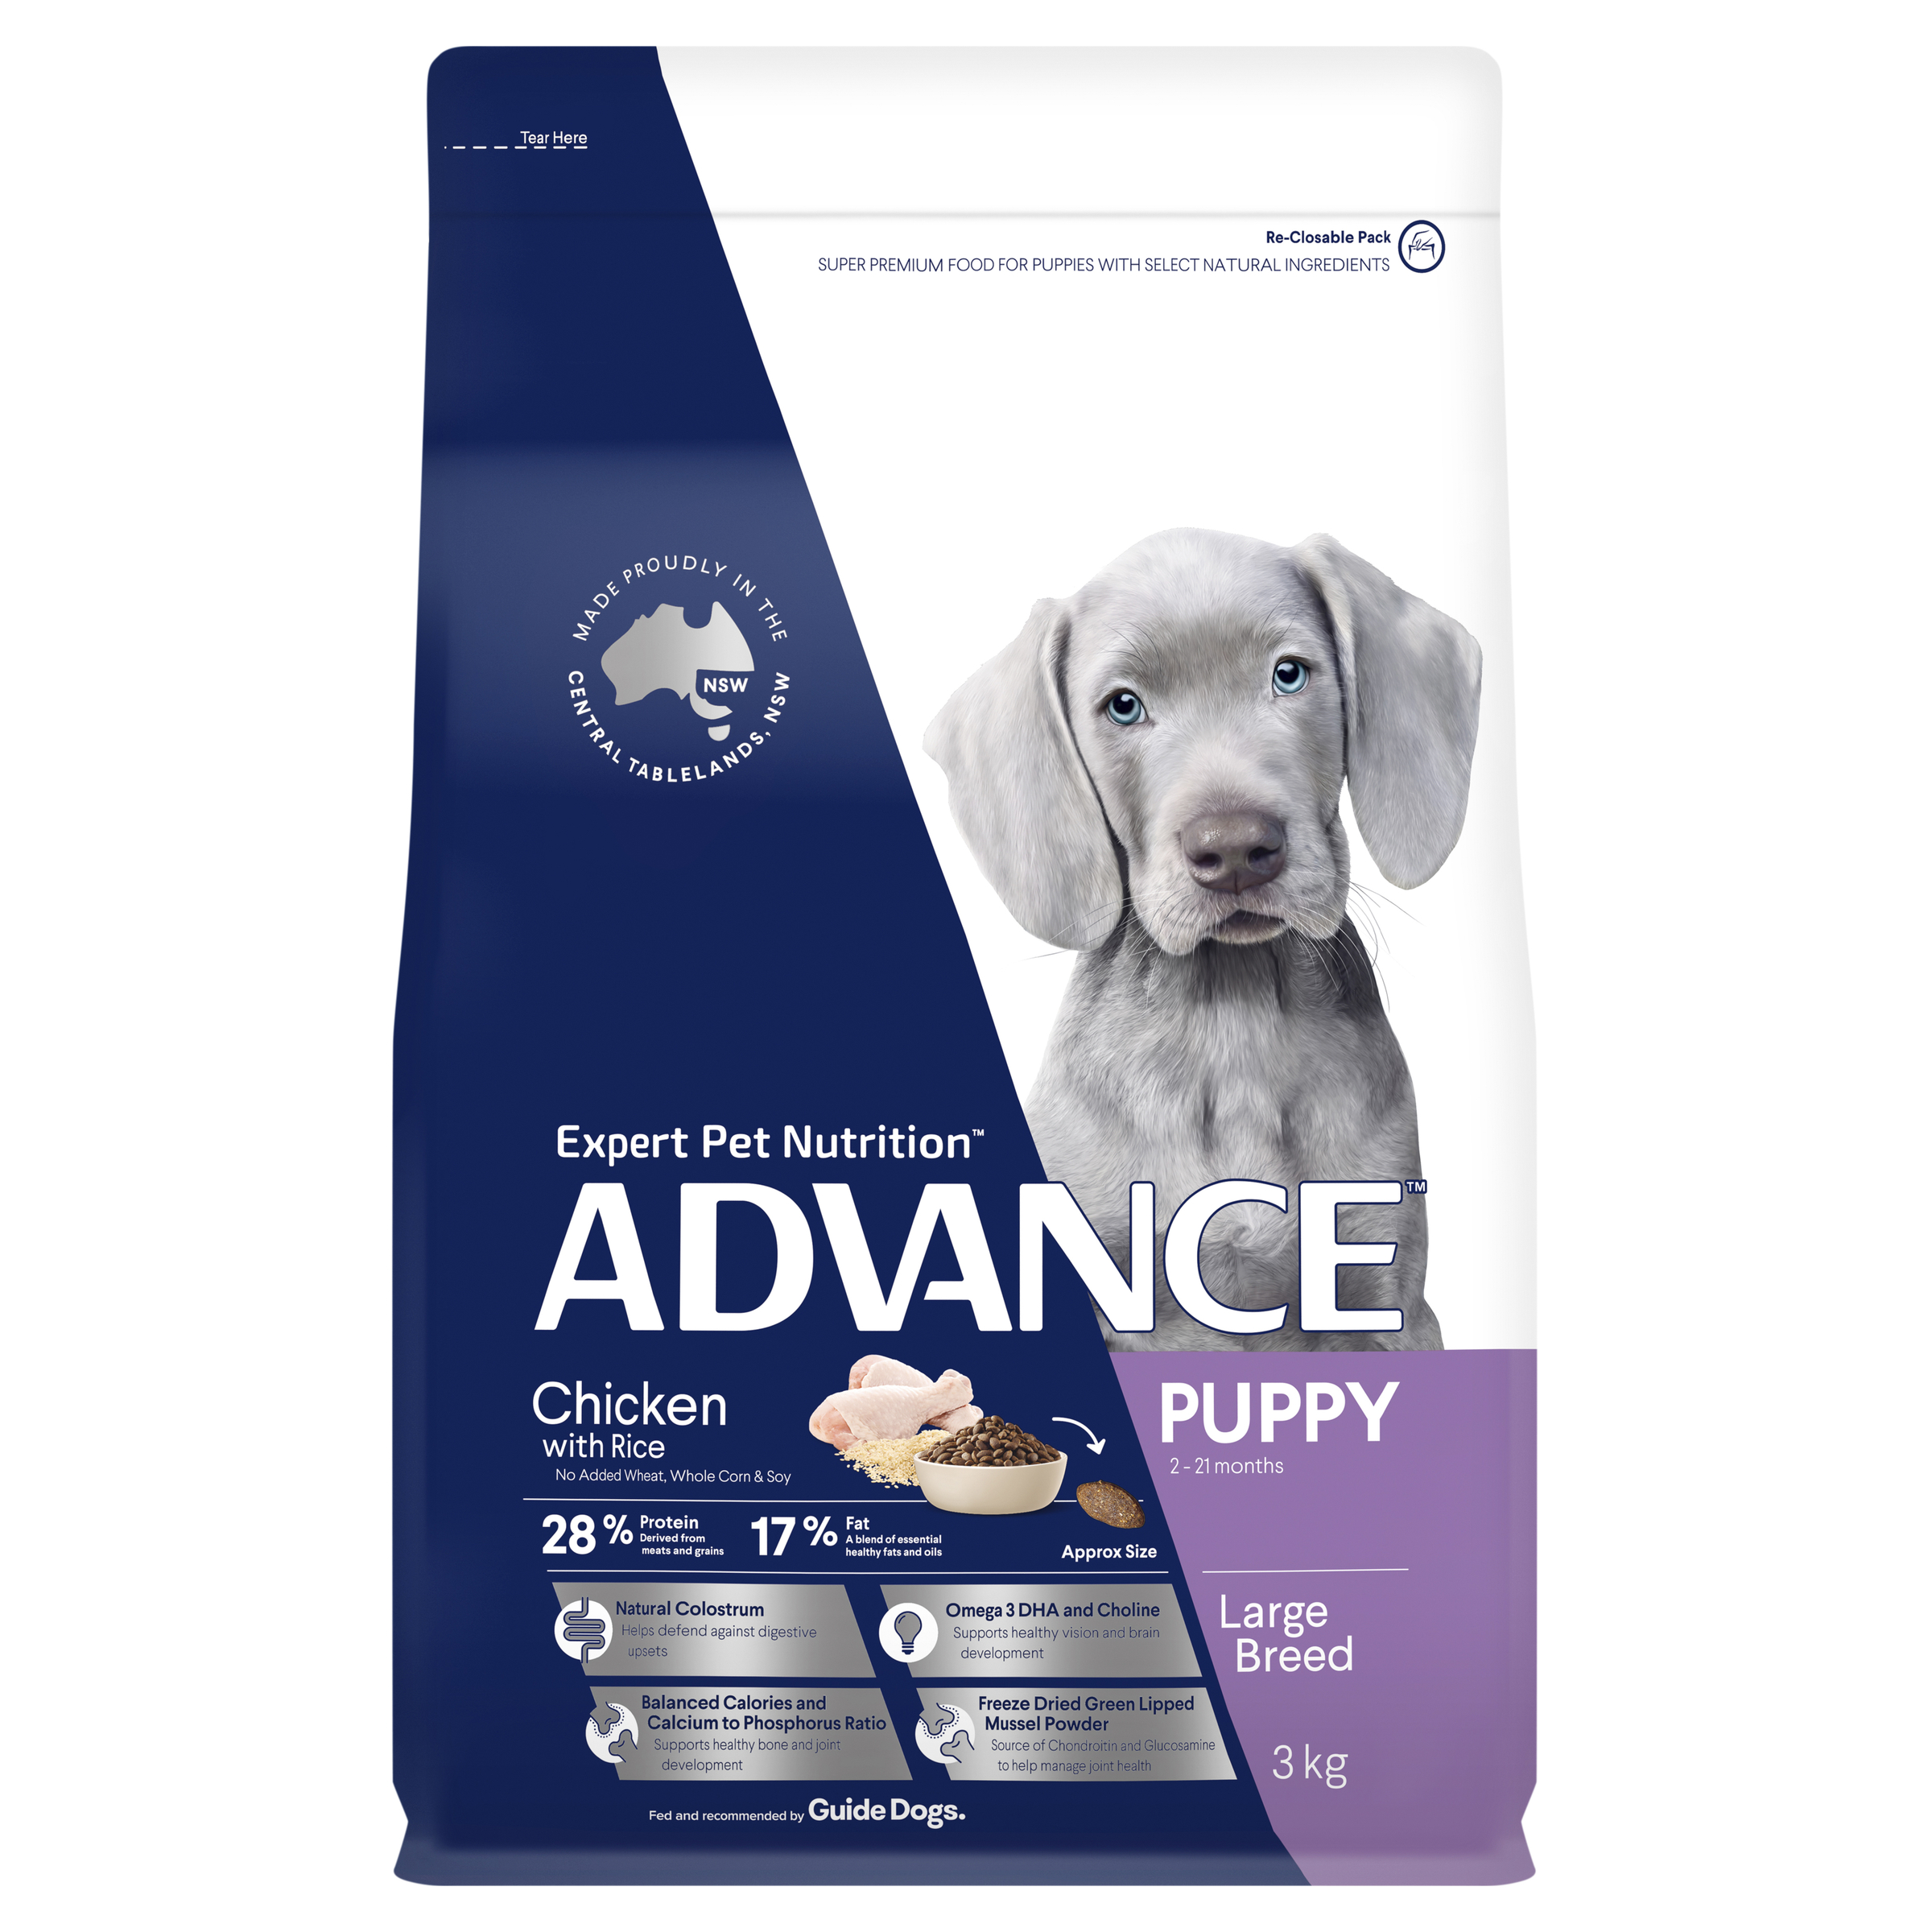 Tear Here
Re-Closable Pack
SUPER PREMIUM FOOD FOR PUPPIES WITH SELECT NATURAL INGREDIENTS
MADE PROUDLY IN THE
NSW
CENTRAL TABLELANDS, NSW
Expert Pet Nutrition™
ADVANCE™
Chicken
with Rice
No Added Wheat, Whole Corn & Soy
28% Protein
Derived from
meats and grains
17% Fat
A blend of essential
healthy fats and oils
Approx Size
PUPPY
2 - 21 months
Large
Breed
3 kg
Natural Colostrum
Helps defend against digestive
upsets
Omega 3 DHA and Choline
Supports healthy vision and brain
development
Balanced Calories and
Calcium to Phosphorus Ratio
Supports healthy bone and joint
development
Freeze Dried Green Lipped
Mussel Powder
Source of Chondroitin and Glucosamine
to help manage joint health
Fed and recommended by Guide Dogs.